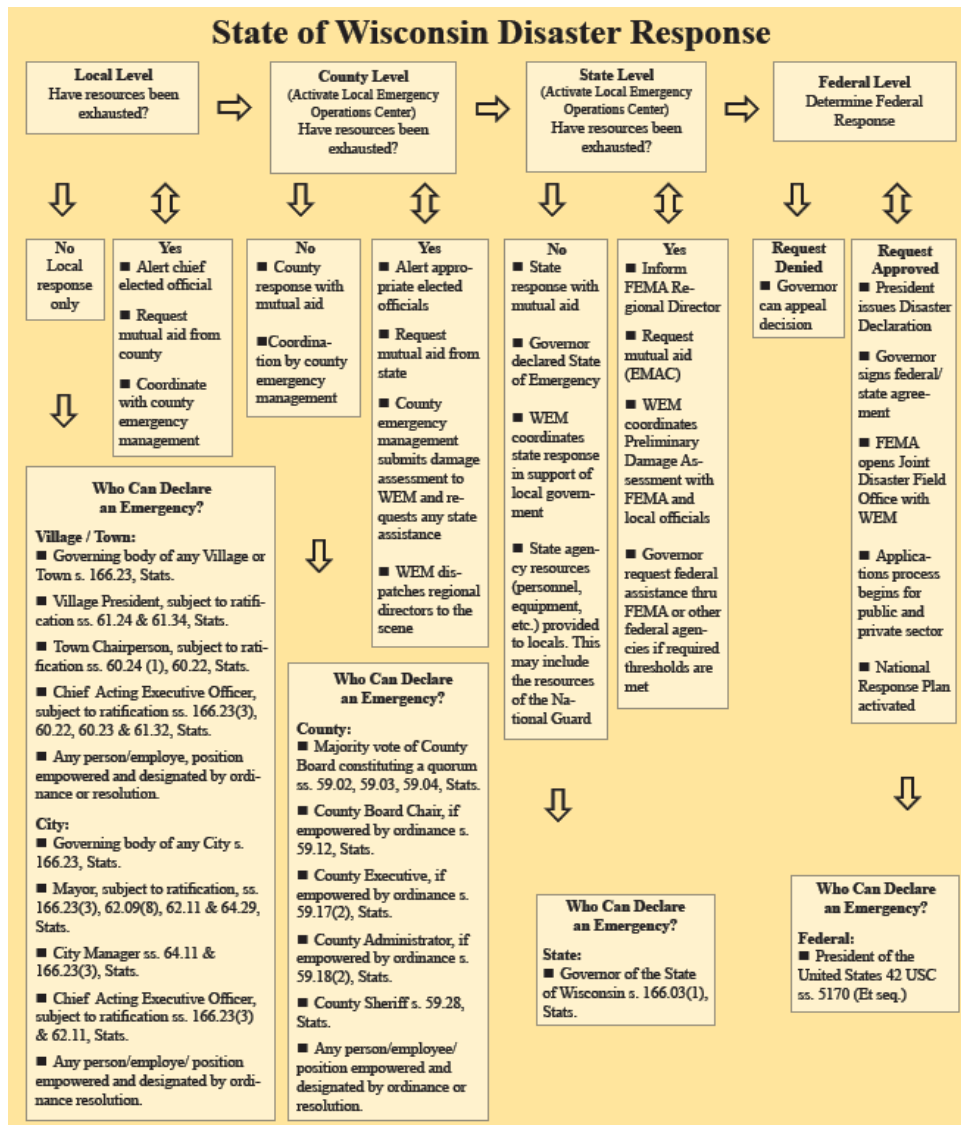 State of Wisconsin Disaster Response
Local Level
Have resources been
exhausted?
County Level
(Activate Local Emergency
Operations Center)
Have resources been
exhausted?
State Level
(Activate Local Emergency
Operations Center)
Have resources been
exhausted?
Federal Level
Determine Federal
Response
No
Local
response
only
Yes
■ Alert chief
elected official
■ Request
mutual aid from
county
■ Coordinate
with county
emergency
management
No
■ County
response with
mutual aid
■Coordina-
tion by county
emergency
management
Yes
■ Alert appro-
priate elected
officials
■ Request
mutual aid from
state
■ County
emergency
management
submits damage
assessment to
WEM and re-
quests any state
assistance
■ WEM dis-
patches regional
directors to the
scene
No
■ State
response with
mutual aid
■ Governor
declared State
of Emergency
■ WEM
coordinates
state response
in support of
local govern-
ment
■ State agen-
cy resources
(personnel,
equipment,
etc.) provided
to locals. This
may include
the resources
of the Na-
tional Guard
Yes
■ Inform
FEMA Re-
gional Director
■ Request
mutual aid
(EMAC)
■ WEM
coordinates
Preliminary
Damage As-
sessment with
FEMA and
local officials
■ Governor
request federal
assistance thru
FEMA or other
federal agen-
cies if required
thresholds are
met
Request
Denied
■ Governor
can appeal
decision
Request
Approved
■ President
issues Disaster
Declaration
■ Governor
signs federal/
state agree-
ment
■ FEMA
opens Joint
Disaster Field
Office with
WEM
■ Applica-
tions process
begins for
public and
private sector
■ National
Response Plan
activated
Who Can Declare
an Emergency?
Village / Town:
■ Governing body of any Village or
Town s. 166.23, Stats.
■ Village President, subject to ratifi-
cation ss. 61.24 & 61.34, Stats.
■ Town Chairperson, subject to rati-
fication ss. 60.24 (1), 60.22, Stats.
■ Chief Acting Executive Officer,
subject to ratification ss. 166.23(3),
60.22, 60.23 & 61.32, Stats.
■ Any person/employe, position
empowered and designated by ordi-
nance or resolution.
City:
■ Governing body of any City s.
166.23, Stats.
■ Mayor, subject to ratification, ss.
166.23(3), 62.09(8), 62.11 & 64.29,
Stats.
■ City Manager ss. 64.11 &
166.23(3), Stats.
■ Chief Acting Executive Officer,
subject to ratification ss. 166.23(3)
& 62.11, Stats.
■ Any person/employe/ position
empowered and designated by ordi-
nance resolution.
Who Can Declare
an Emergency?
County:
■ Majority vote of County
Board constituting a quorum
ss. 59.02, 59.03, 59.04, Stats.
■ County Board Chair, if
empowered by ordinance s.
59.12, Stats.
■ County Executive, if
empowered by ordinance s.
59.17(2), Stats.
■ County Administrator, if
empowered by ordinance s.
59.18(2), Stats.
■ County Sheriff s. 59.28,
Stats.
■ Any person/employee/
position empowered and
designated by ordinance or
resolution.
Who Can Declare
an Emergency?
State:
■ Governor of the State
of Wisconsin s. 166.03(1),
Stats.
Who Can Declare
an Emergency?
Federal:
■ President of the
United States 42 USC
ss. 5170 (Et seq.)